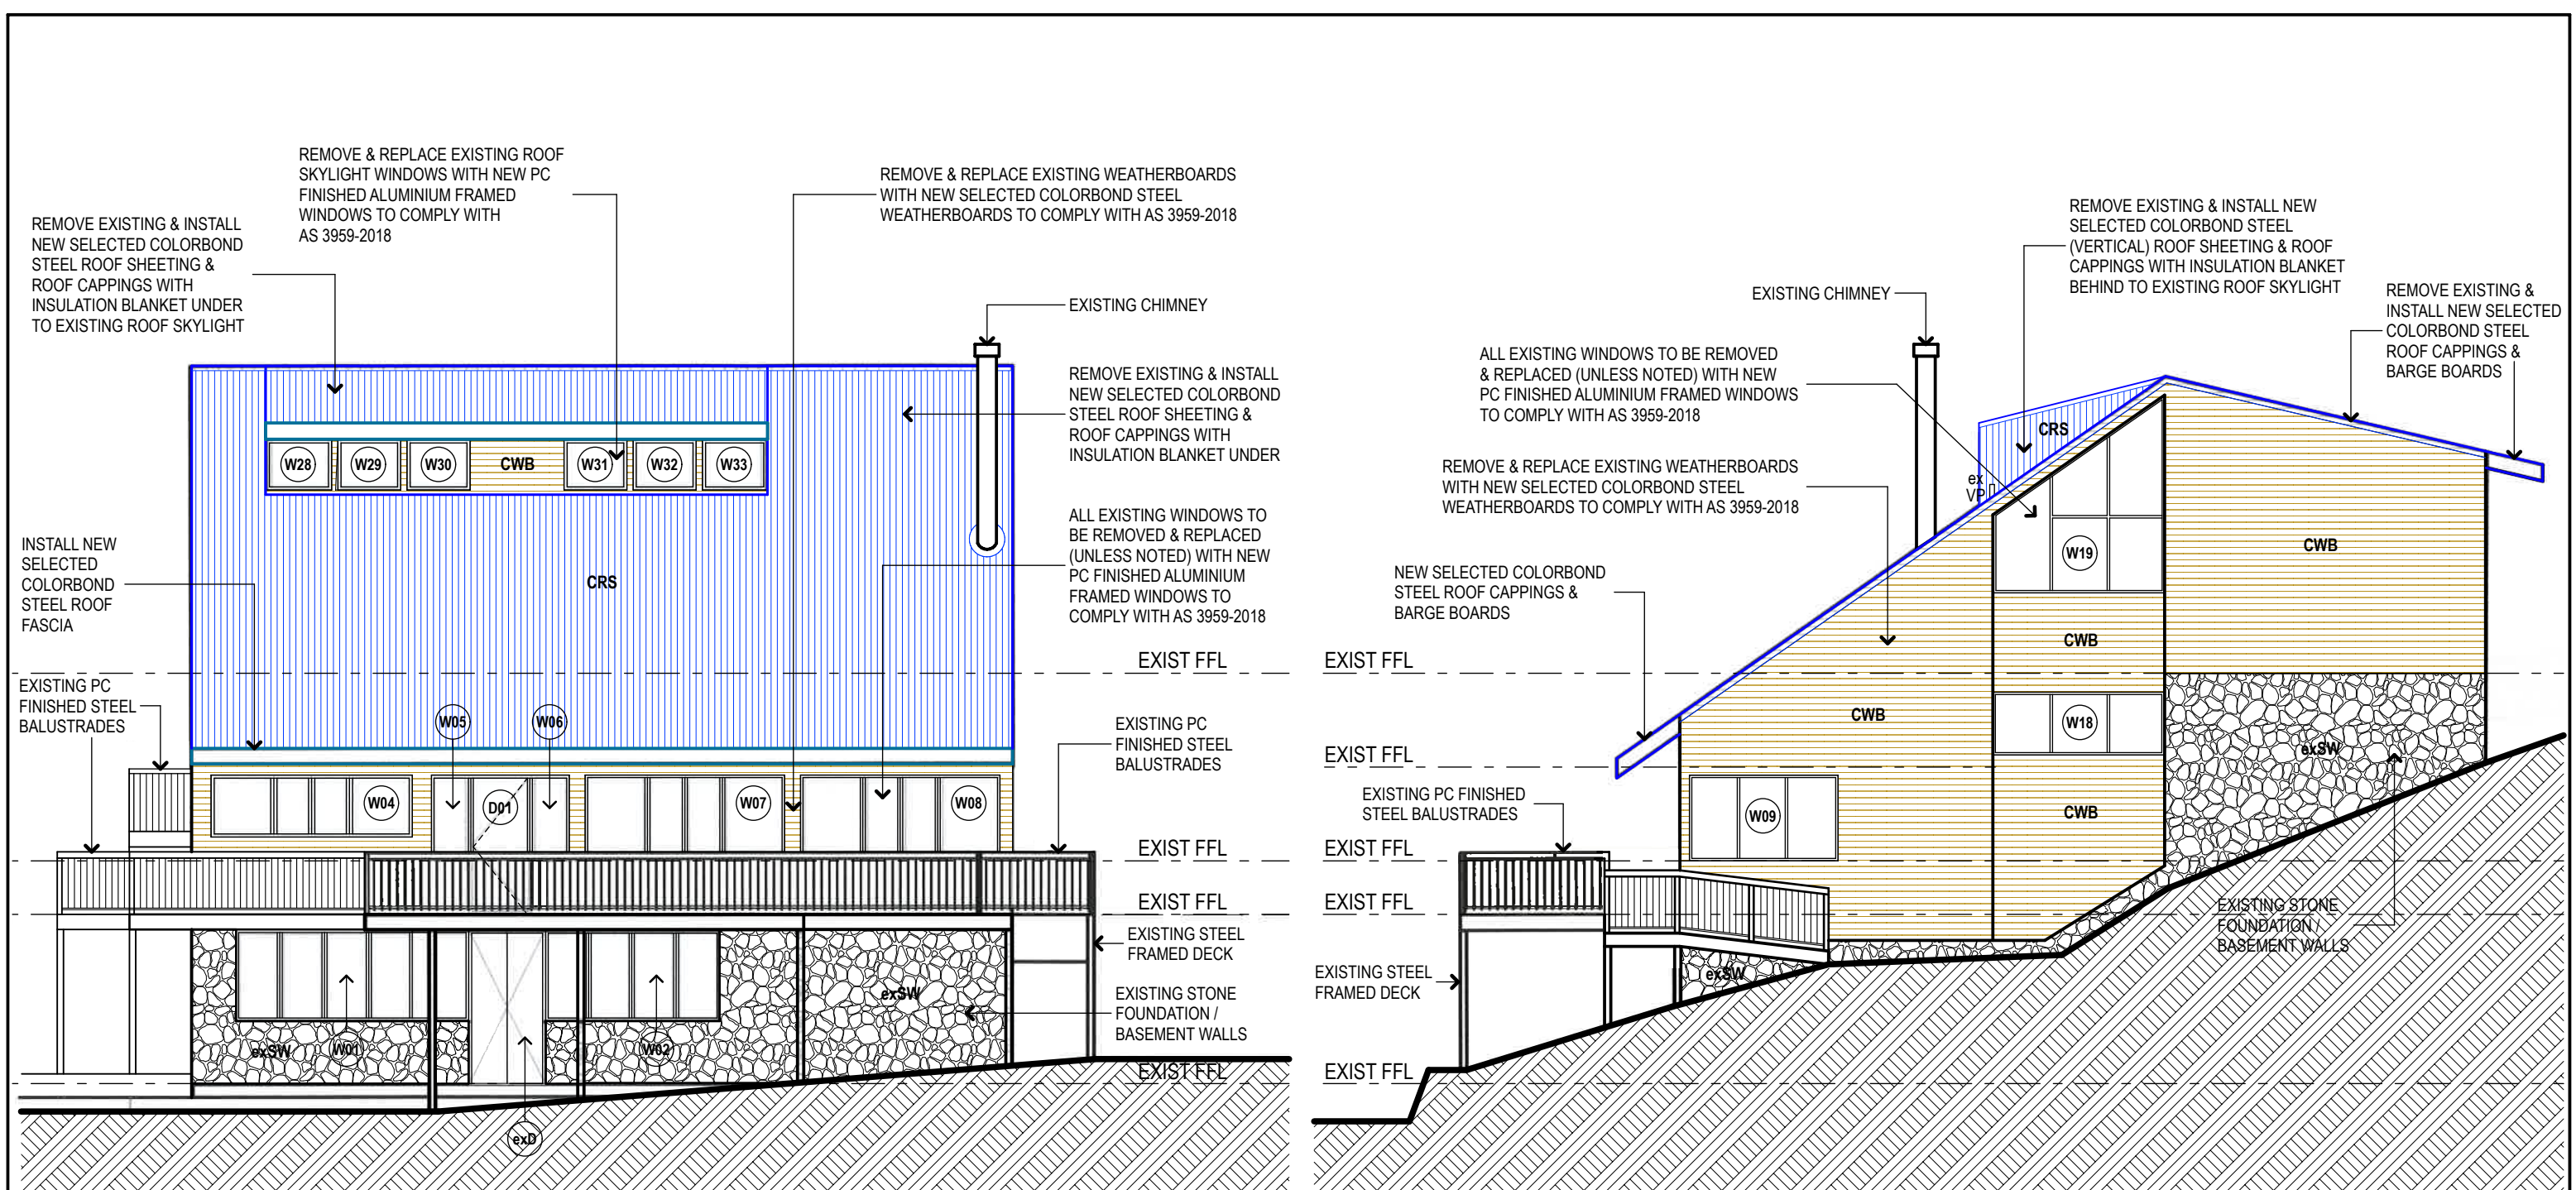 REMOVE EXISTING & INSTALL
NEW SELECTED COLORBOND
STEEL ROOF SHEETING &
ROOF CAPPINGS WITH
INSULATION BLANKET UNDER
TO EXISTING ROOF SKYLIGHT
REMOVE & REPLACE EXISTING ROOF
SKYLIGHT WINDOWS WITH NEW PC
FINISHED ALUMINIUM FRAMED
WINDOWS TO COMPLY WITH
AS 3959-2018
REMOVE & REPLACE EXISTING WEATHERBOARDS
WITH NEW SELECTED COLORBOND STEEL
WEATHERBOARDS TO COMPLY WITH AS 3959-2018
EXISTING CHIMNEY
REMOVE EXISTING & INSTALL
NEW SELECTED COLORBOND
STEEL ROOF SHEETING &
ROOF CAPPINGS WITH
INSULATION BLANKET UNDER
ALL EXISTING WINDOWS TO
BE REMOVED & REPLACED
(UNLESS NOTED) WITH NEW
PC FINISHED ALUMINIUM
FRAMED WINDOWS TO
COMPLY WITH AS 3959-2018
W28
W29
W30
CWB
W31
W32
W33
CRS
INSTALL NEW
SELECTED
COLORBOND
STEEL ROOF
FASCIA
EXISTING PC
FINISHED STEEL
BALUSTRADES
W05
W06
EXIST FFL
EXISTING PC
FINISHED STEEL
BALUSTRADES
W04
D01
W07
W08
EXIST FFL
EXIST FFL
EXISTING STEEL
FRAMED DECK
EXISTING STONE
FOUNDATION /
BASEMENT WALLS
exSW
exSW
W01
W02
EXIST FFL
exD
EXISTING CHIMNEY
REMOVE EXISTING & INSTALL NEW
SELECTED COLORBOND STEEL
(VERTICAL) ROOF SHEETING & ROOF
CAPPINGS WITH INSULATION BLANKET
BEHIND TO EXISTING ROOF SKYLIGHT
REMOVE EXISTING &
INSTALL NEW SELECTED
COLORBOND STEEL
ROOF CAPPINGS &
BARGE BOARDS
ALL EXISTING WINDOWS TO BE REMOVED
& REPLACED (UNLESS NOTED) WITH NEW
PC FINISHED ALUMINIUM FRAMED WINDOWS
TO COMPLY WITH AS 3959-2018
REMOVE & REPLACE EXISTING WEATHERBOARDS
WITH NEW SELECTED COLORBOND STEEL
WEATHERBOARDS TO COMPLY WITH AS 3959-2018
NEW SELECTED COLORBOND
STEEL ROOF CAPPINGS &
BARGE BOARDS
CRS
ex
VP
W19
CWB
CWB
EXIST FFL
CWB
W18
exSW
EXIST FFL
EXISTING PC FINISHED
STEEL BALUSTRADES
W09
CWB
EXIST FFL
EXIST FFL
EXISTING STONE
FOUNDATION /
BASEMENT WALLS
EXISTING STEEL
FRAMED DECK
exSW
EXIST FFL